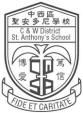 中西區
聖安多尼學校
C & W District
St. Anthony's School
博 篤
愛 信
FIDE ET CARITATE